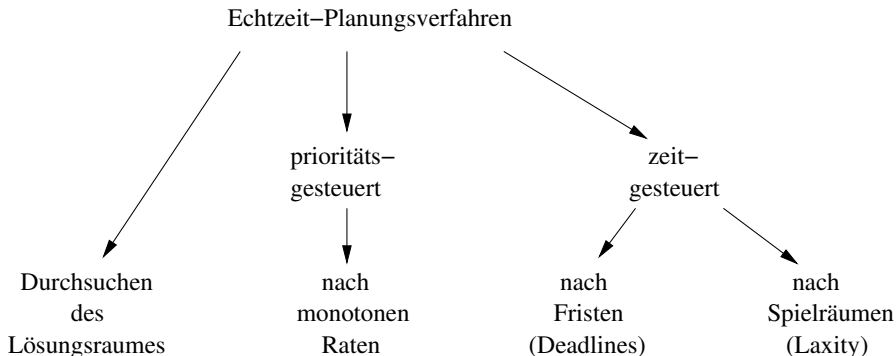 Echtzeit−Planungsverfahren
prioritäts−
gesteuert
zeit−
gesteuert
Durchsuchen
des
Lösungsraumes
nach
monotonen
Raten
nach
Fristen
(Deadlines)
nach
Spielräumen
(Laxity)